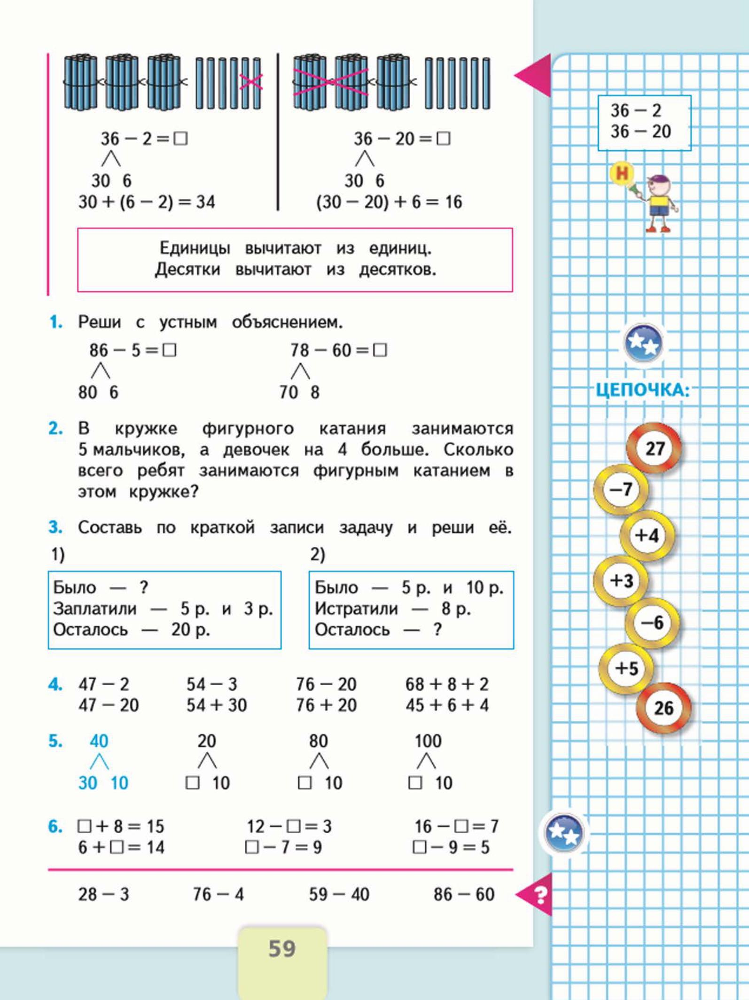 36 − 2 = □
30 6
30 + (6 − 2) = 34
36 − 20 = □
30 6
(30 − 20) + 6 = 16
Единицы вычитают из единиц.
Десятки вычитают из десятков.
36 − 2
36 − 20
Н
1. Реши с устным объяснением.
86 − 5 = □ 78 − 60 = □
80 6 70 8
2. В кружке фигурного катания занимаются
5 мальчиков, а девочек на 4 больше. Сколько
всего ребят занимаются фигурным катанием в
этом кружке?
3. Составь по краткой записи задачу и реши её.
1)
Было — ?
Заплатили — 5 р. и 3 р.
Осталось — 20 р.
2)
Было — 5 р. и 10 р.
Истратили — 8 р.
Осталось — ?
4. 47 − 2 54 − 3 76 − 20 68 + 8 + 2
47 − 20 54 + 30 76 + 20 45 + 6 + 4
5. 40 20 80 100
30 10 □ 10 □ 10 □ 10
6. □ + 8 = 15 12 − □ = 3 16 − □ = 7
6 + □ = 14 □ − 7 = 9 □ − 9 = 5
28 − 3 76 − 4 59 − 40 86 − 60
?
ЦЕПОЧКА:
27
−7
+4
+3
−6
+5
26
59